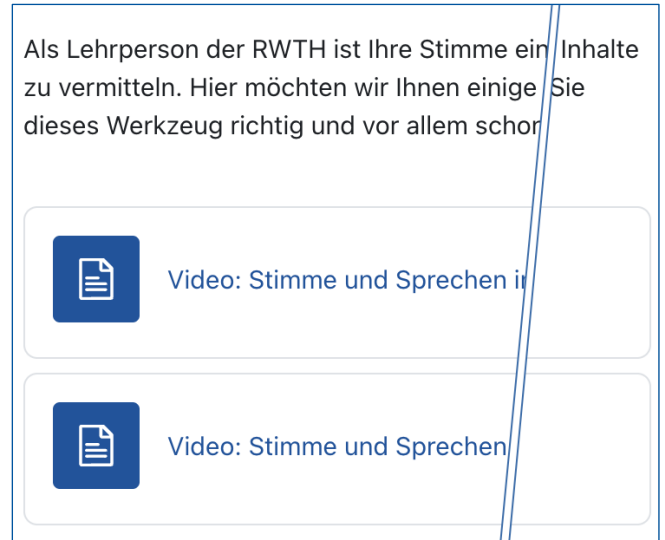 Als Lehrperson der RWTH ist Ihre Stimme ein Inhalte
zu vermitteln. Hier möchten wir Ihnen einige Sie
dieses Werkzeug richtig und vor allem
Video: Stimme und Sprechen
Video: Stimme und Sprechen